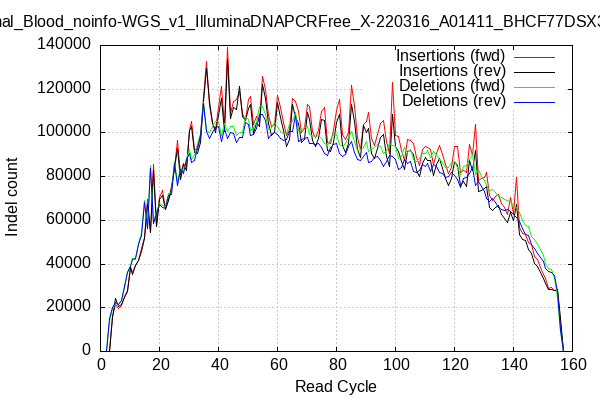 nal_Blood_noinfo-WGS_v1_IlluminaDNAPCRFree_X-220316_A01411_BHCF77DSX3
Insertions (fwd)
Insertions (rev)
Deletions (fwd)
Deletions (rev)
Indel count
140000
120000
100000
80000
60000
40000
20000
0
0 20 40 60 80 100 120 140 160
Read Cycle